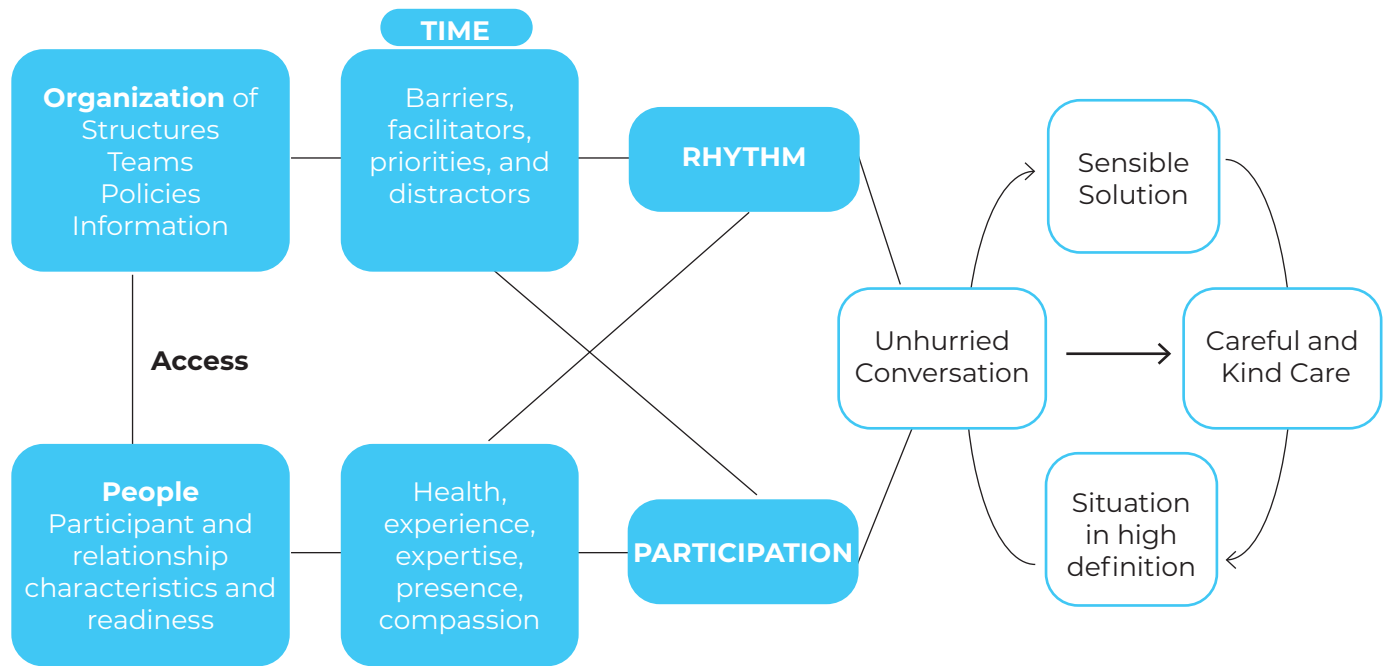 TIME
Organization of
Structures
Teams
Policies
Information
Barriers,
facilitators,
priorities, and
distractors
RHYTHM
Sensible
Solution
Access
Unhurried
Conversation
Careful and
Kind Care
People
Participant and
relationship
characteristics and
readiness
Health,
experience,
expertise,
presence,
compassion
PARTICIPATION
Situation
in high
definition